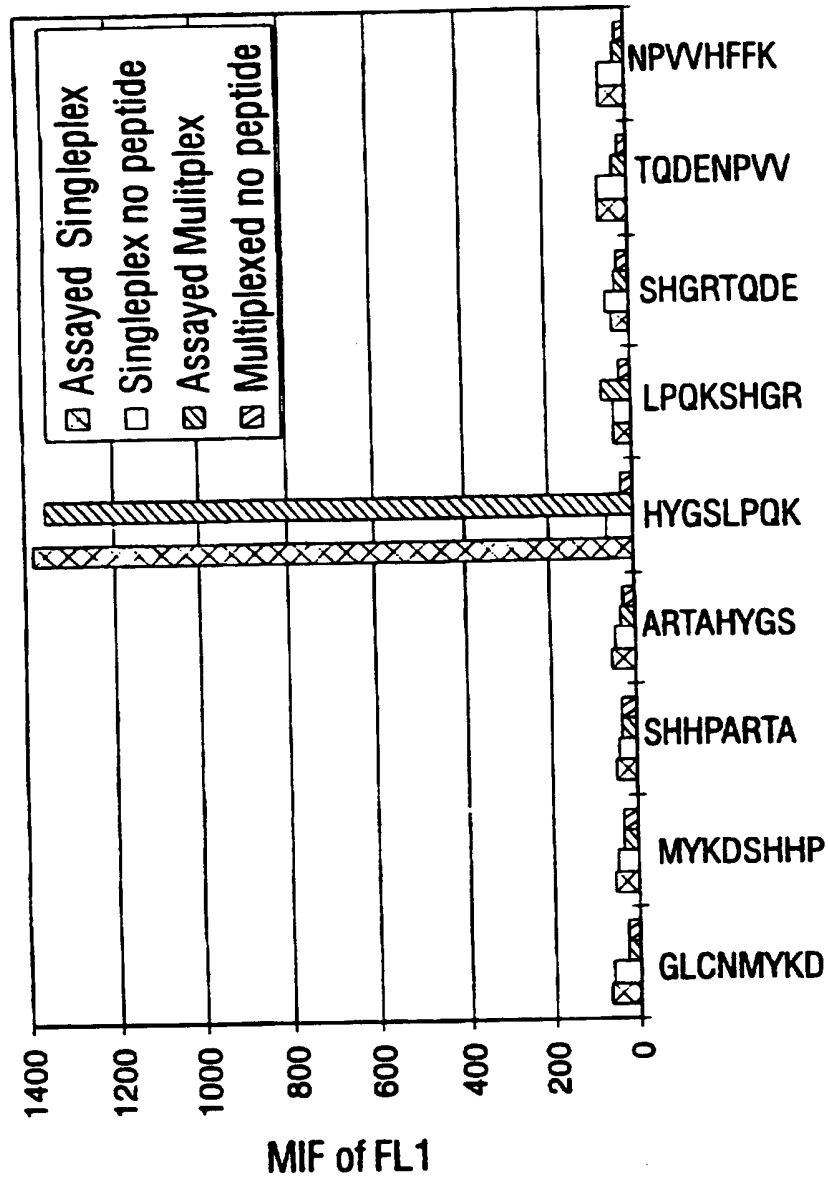 Assayed Singleplex
Singleplex no peptide
Assayed Mulitplex
Multiplexed no peptide
MIF of FL1
1400
1200
1000
800
600
400
200
0
GLCNMYKD
MYKDSHHP
SHHPARTA
ARTAHYGS
HYGSLPQK
LPQKSHGR
SHGRTQDE
TQDENPVV
NPVVHFFK